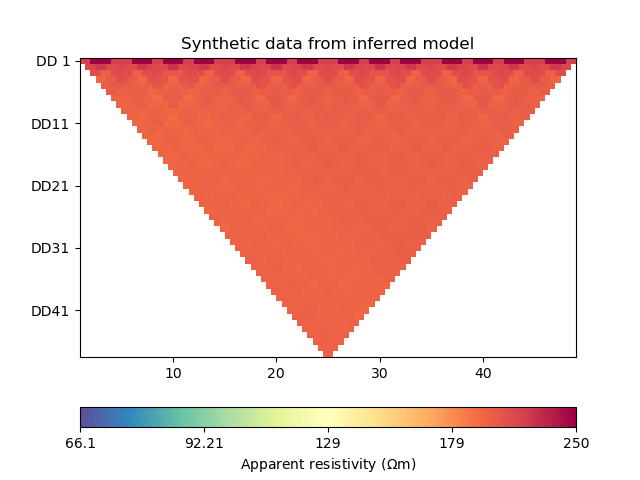 Synthetic data from inferred model
DD 1
DD11
DD21
DD31
DD41
10 20 30 40
66.1 92.21 129 179 250
Apparent resistivity (Ωm)